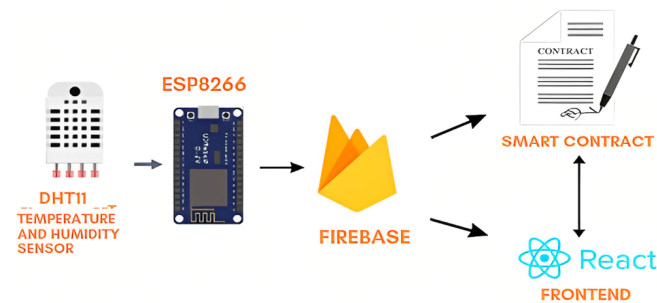 ESP8266
CONTRACT
SMART CONTRACT
DHT11
TEMPERATURE
AND HUMIDITY
SENSOR
FIREBASE
React
FRONTEND